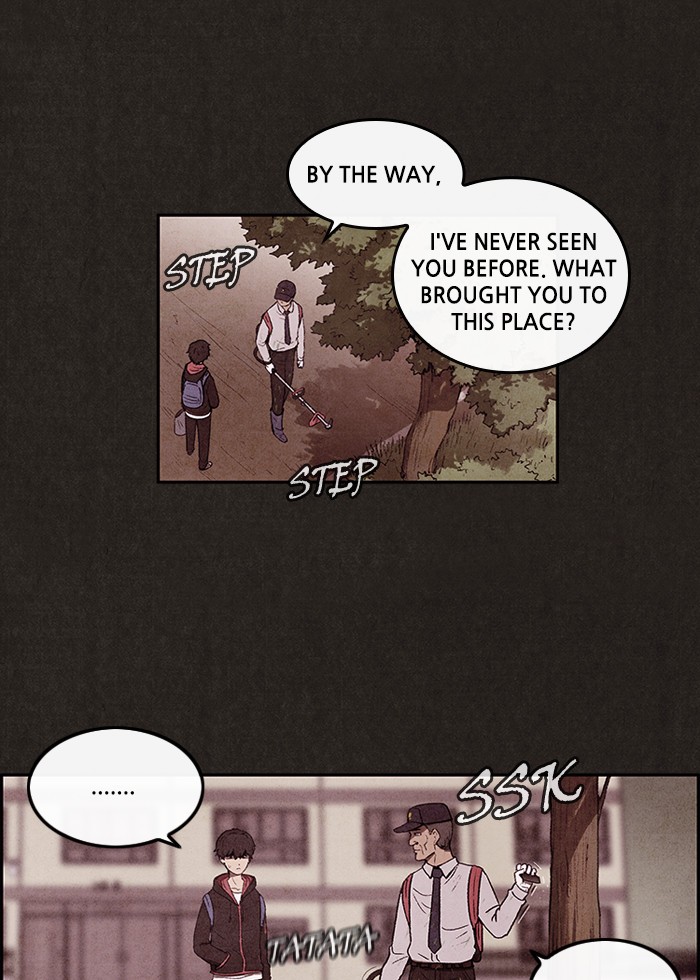 BY THE WAY,
I'VE NEVER SEEN
YOU BEFORE. WHAT
BROUGHT YOU TO
THIS PLACE?
STEP
STEP
.......
SSK
TATATA